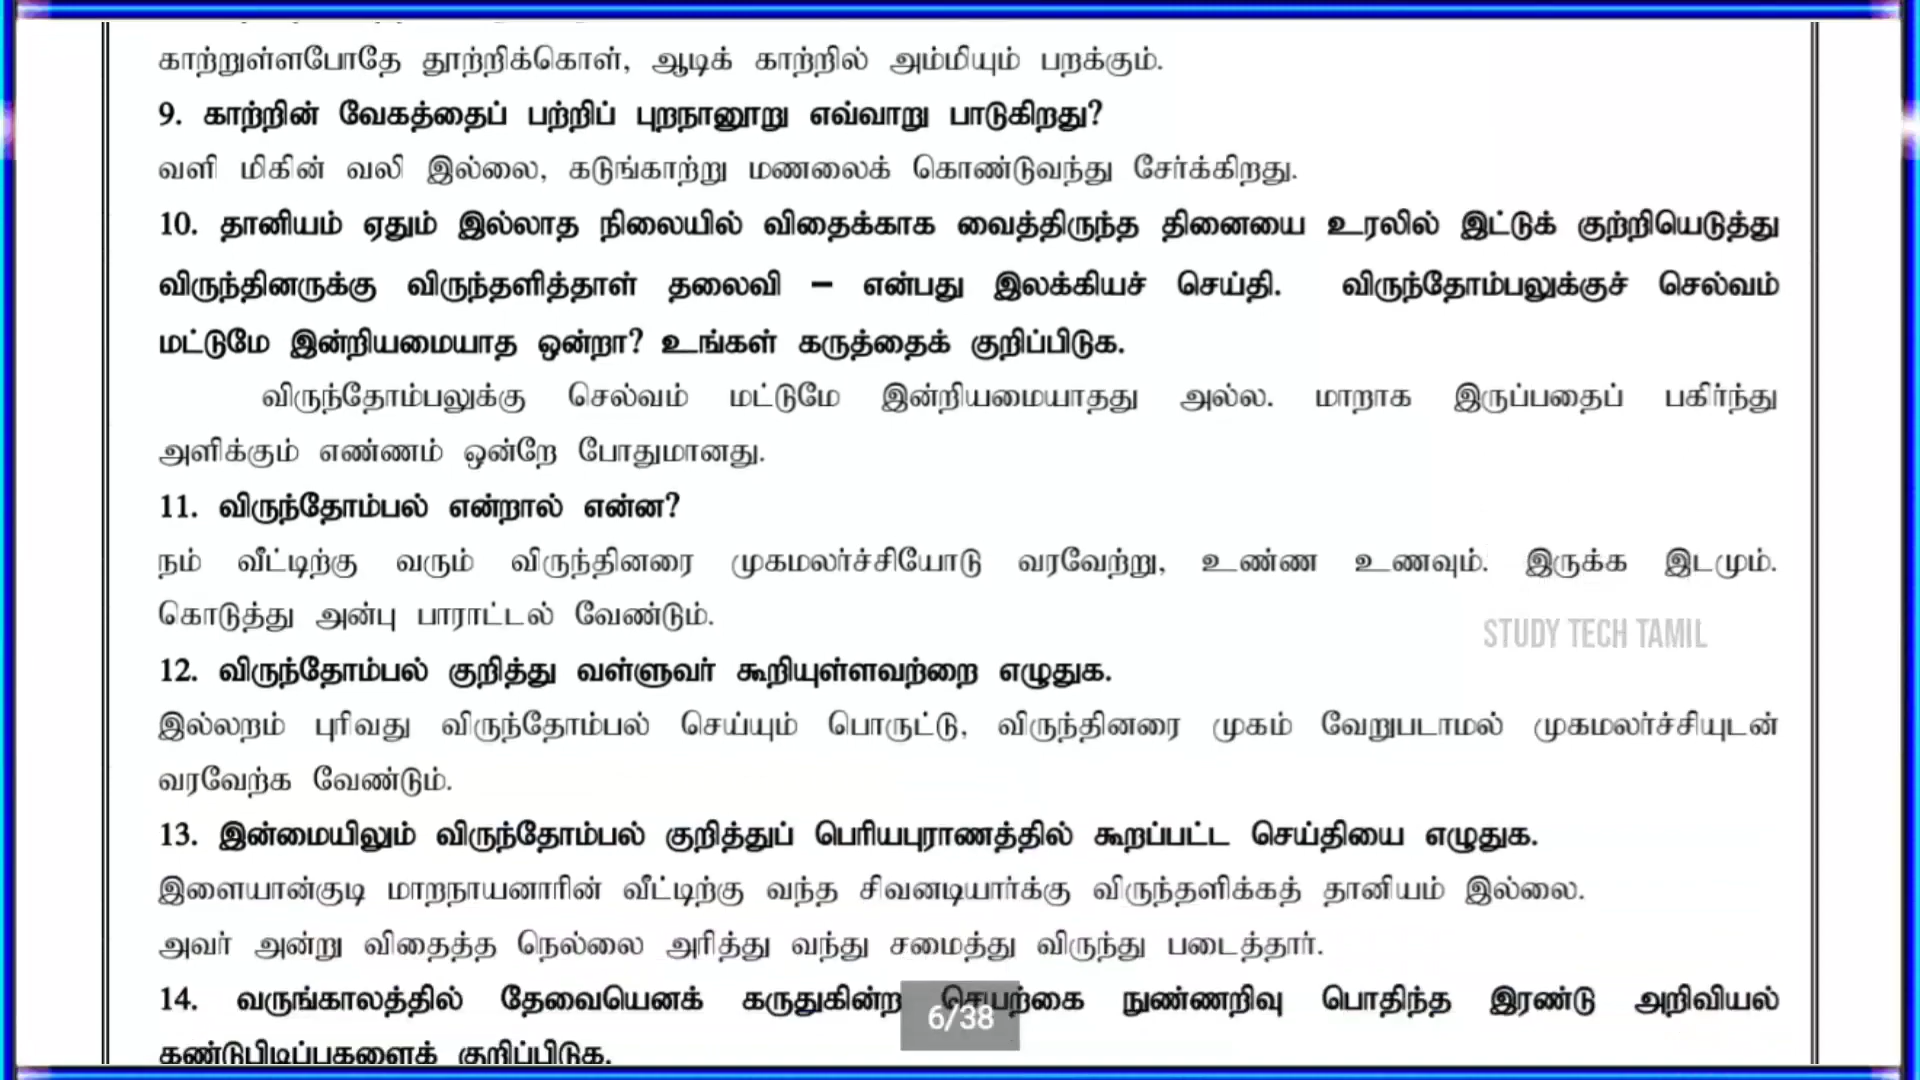 காற்றுள்ளபோதே தூற்றிக்கொள், ஆடிக் காற்றில் அம்மியும் பறக்கும்.
9. காற்றின் வேகத்தைப் பற்றிப் புறநானூறு எவ்வாறு பாடுகிறது?
வளி மிகின் வலி இல்லை, கடுங்காற்று மணலைக் கொண்டுவந்து சேர்க்கிறது.
10. தானியம் ஏதும் இல்லாத நிலையில் விதைக்காக வைத்திருந்த தினையை உரலில் இட்டுக் குற்றியெடுத்து
விருந்தினருக்கு விருந்தளித்தாள் தலைவி – என்பது இலக்கியச் செய்தி. விருந்தோம்பலுக்குச் செல்வம்
மட்டுமே இன்றியமையாத ஒன்றா? உங்கள் கருத்தைக் குறிப்பிடுக.
விருந்தோம்பலுக்கு செல்வம் மட்டுமே இன்றியமையாதது அல்ல. மாறாக இருப்பதைப் பகிர்ந்து
அளிக்கும் எண்ணம் ஒன்றே போதுமானது.
11. விருந்தோம்பல் என்றால் என்ன?
நம் வீட்டிற்கு வரும் விருந்தினரை முகமலர்ச்சியோடு வரவேற்று, உண்ண உணவும். இருக்க இடமும்.
கொடுத்து அன்பு பாராட்டல் வேண்டும்.
STUDY TECH TAMIL
12. விருந்தோம்பல் குறித்து வள்ளுவர் கூறியுள்ளவற்றை எழுதுக.
இல்லறம் புரிவது விருந்தோம்பல் செய்யும் பொருட்டு, விருந்தினரை முகம் வேறுபடாமல் முகமலர்ச்சியுடன்
வரவேற்க வேண்டும்.
13. இன்மையிலும் விருந்தோம்பல் குறித்துப் பெரியபுராணத்தில் கூறப்பட்ட செய்தியை எழுதுக.
இளையான்குடி மாறநாயனாரின் வீட்டிற்கு வந்த சிவனடியார்க்கு விருந்தளிக்கத் தானியம் இல்லை.
அவர் அன்று விதைத்த நெல்லை அரித்து வந்து சமைத்து விருந்து படைத்தார்.
14. வருங்காலத்தில் தேவையெனக் கருதுகின்ற செயற்கை நுண்ணறிவு பொதிந்த இரண்டு அறிவியல்
6/38
கண்டுபிடிப்புகளைக் குறிப்பிடுக.